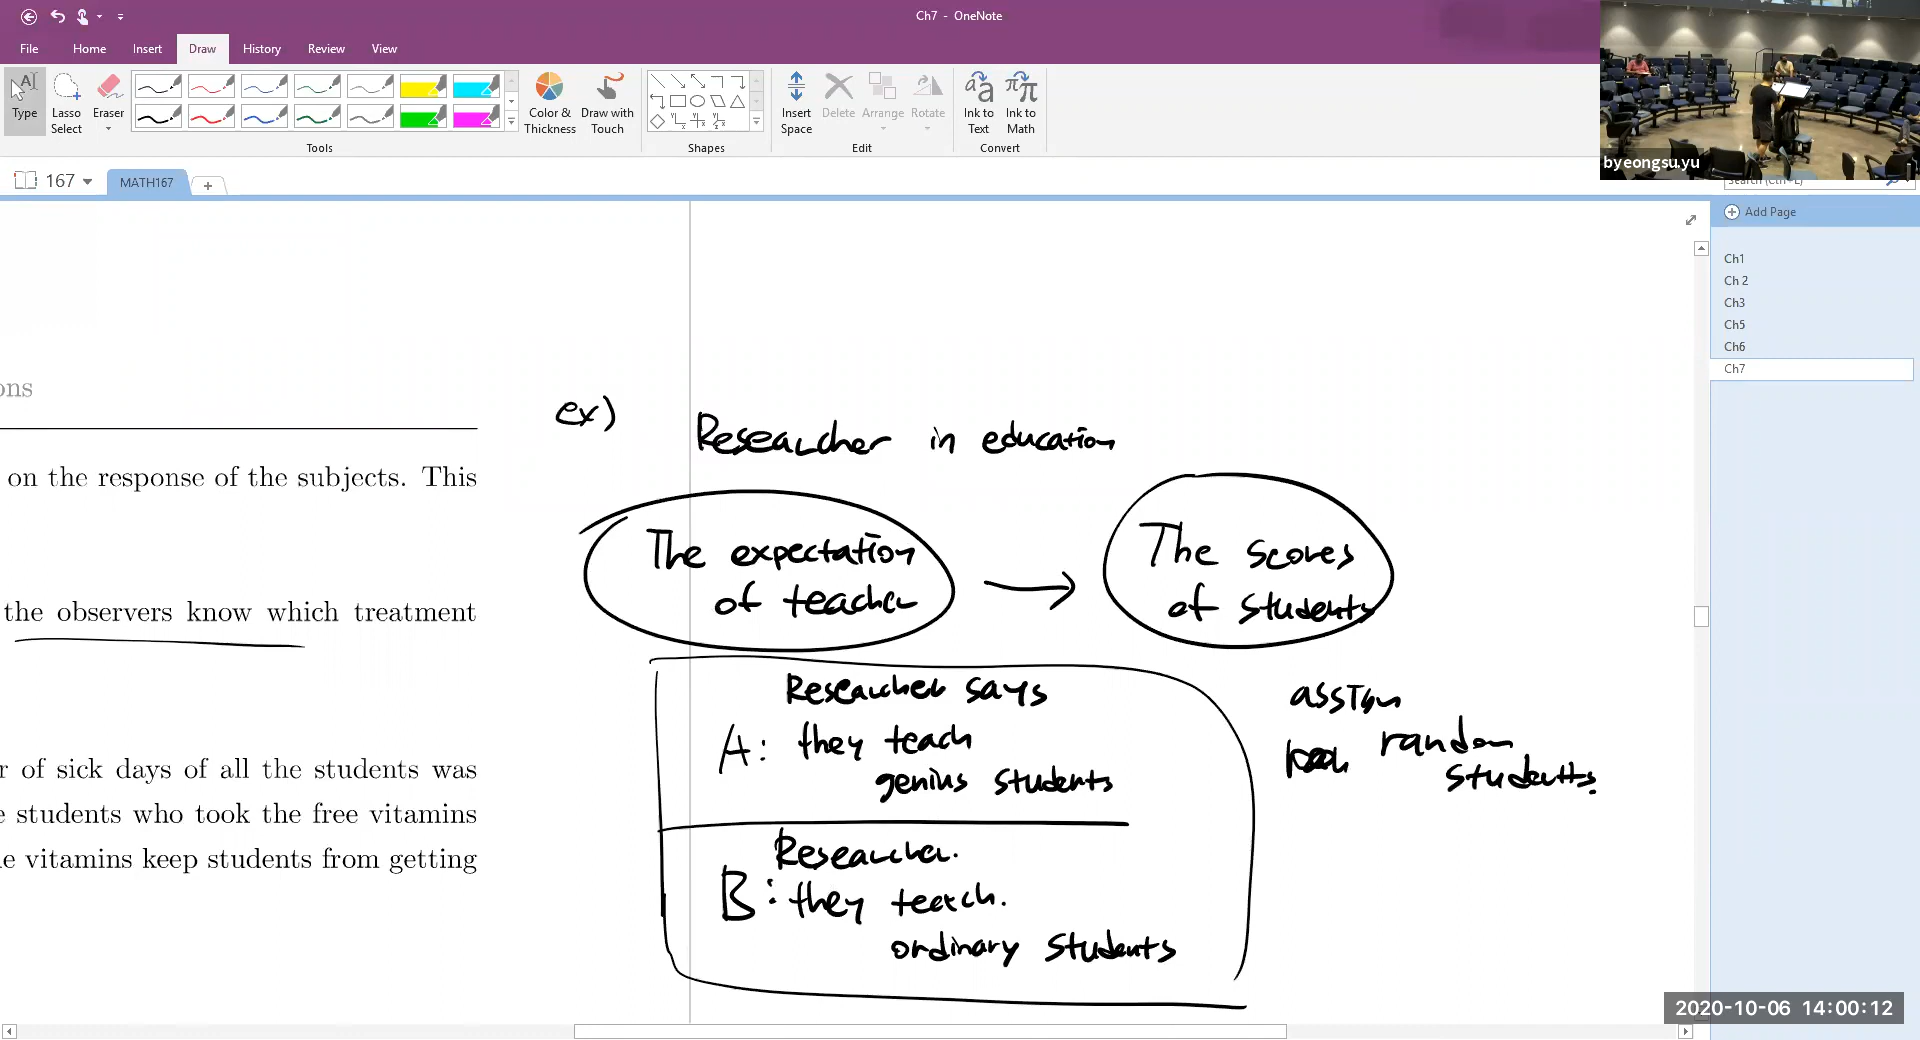 Ch7 - OneNote
File Home Insert Draw History Review View
Type
Lasso Select
Eraser
Color & Thickness
Draw with Touch
Insert Space
Delete
Arrange
Rotate
Ink to Text
Ink to Math
Tools Shapes Edit Convert
byeongsu.yu
167 MATH167
Search (Ctrl+E)
Add Page
Ch1
Ch 2
Ch3
Ch5
Ch6
Ch7
ons
on the response of the subjects. This
the observers know which treatment
r of sick days of all the students was
e students who took the free vitamins
e vitamins keep students from getting
ex)
Researcher in education
The expectation
of teacher
The scores
of students
Researcher says
A: they teach
genius students
Researcher.
B: they teach.
ordinary students
assign
random
students.
2020-10-06 14:00:12